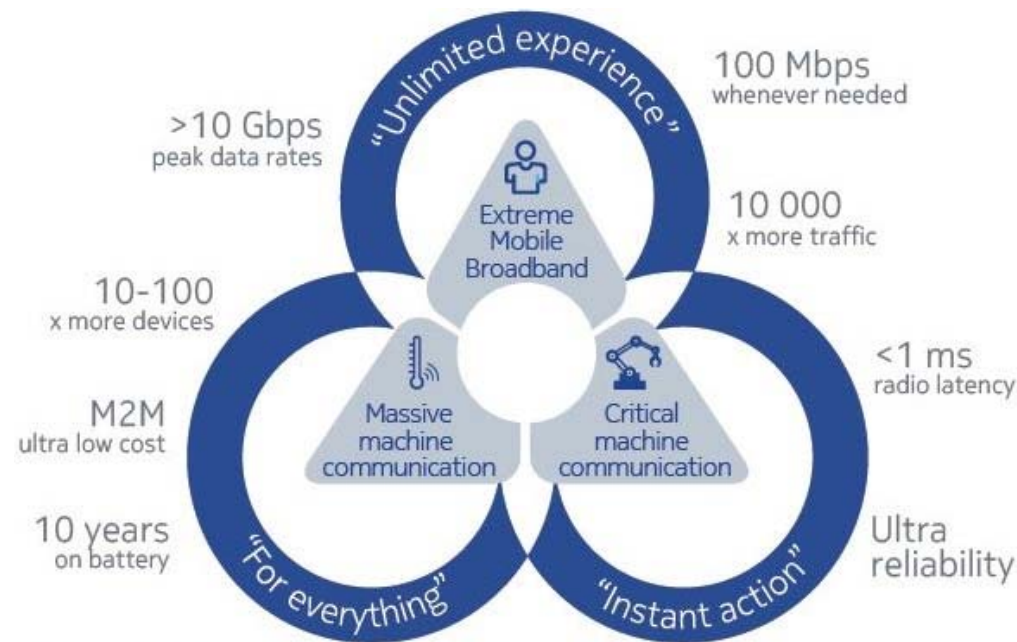 "Unlimited experience"
100 Mbps
whenever needed
>10 Gbps
peak data rates
10 000
x more traffic
Extreme
Mobile
Broadband
10-100
x more devices
<1 ms
radio latency
M2M
ultra low cost
Massive
machine
communication
Critical
machine
communication
10 years
on battery
Ultra
reliability
"For everything"
"Instant action"